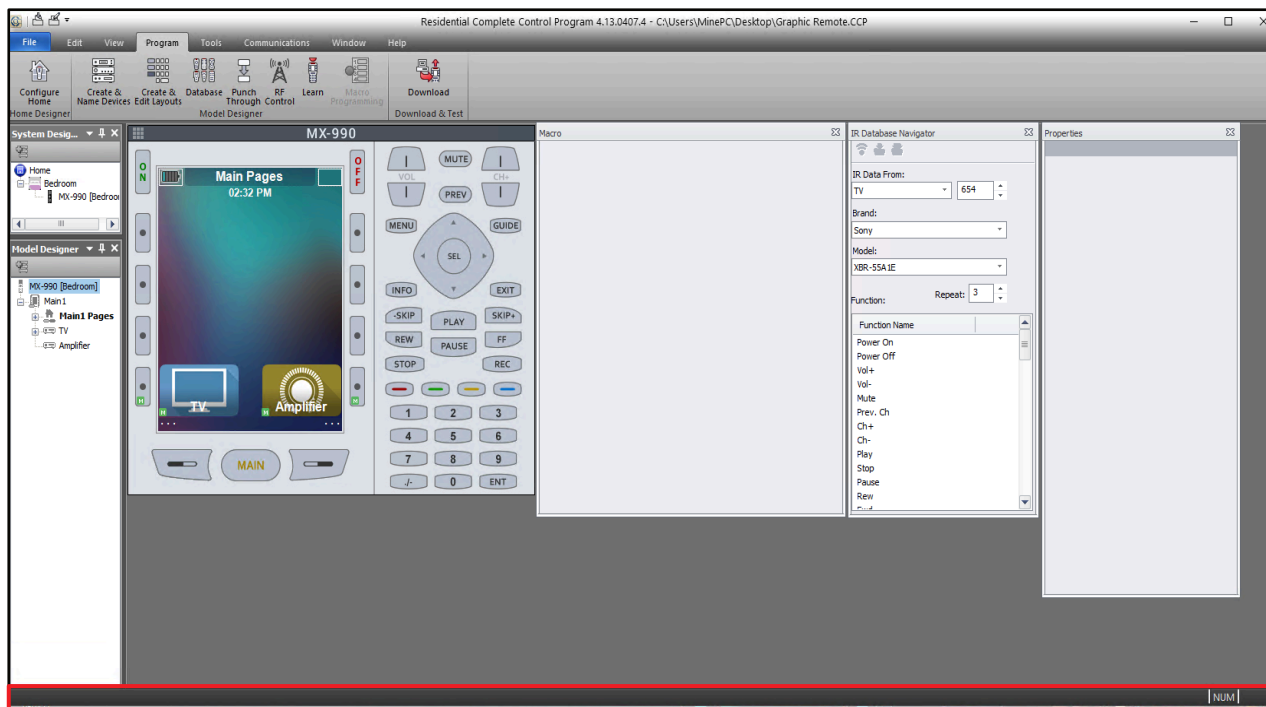 Residential Complete Control Program 4.13.0407.4 - C:\Users\MinePC\Desktop\Graphic Remote.CCP
File Edit View Program Tools Communications Window Help
Configure Home
Create & Name Devices
Create & Edit Layouts
Database
Punch Through
RF Control
Learn
Macro Programming
Download
Home Designer
Model Designer
Download & Test
System Desig...
Home
Bedroom
MX-990 [Bedroo
Model Designer
MX-990 [Bedroom]
Main1
Main1 Pages
TV
Amplifier
MX-990
ON
OFF
Main Pages
02:32 PM
TV
Amplifier
M
M
M
M
MAIN
VOL
MUTE
CH+
PREV
MENU
GUIDE
SEL
INFO
EXIT
-SKIP
PLAY
SKIP+
REW
PAUSE
FF
STOP
REC
1 2 3
4 5 6
7 8 9
./- 0 ENT
Macro
IR Database Navigator
IR Data From:
TV 654
Brand:
Sony
Model:
XBR-55A1E
Function: Repeat: 3
Function Name
Power On
Power Off
Vol+
Vol-
Mute
Prev. Ch
Ch+
Ch-
Play
Stop
Pause
Rew
Properties
NUM